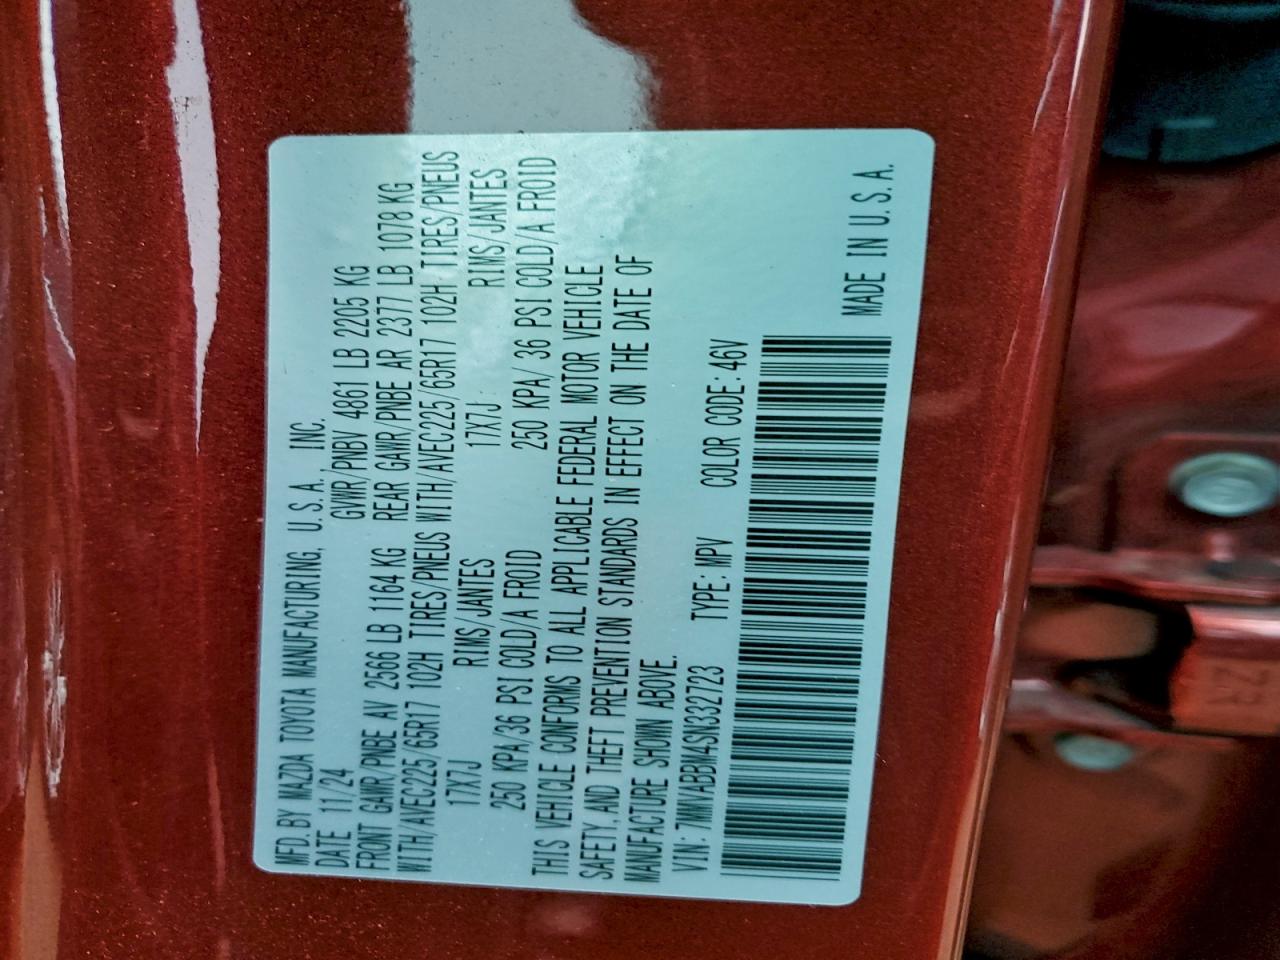 MFD. BY MAZDA TOYOTA MANUFACTURING, U.S.A., INC.
DATE 11/24 GVWR/PNBV 4861 LB 2205 KG
FRONT GAWR/PNBE AV 2566 LB 1164 KG REAR GAWR/PNBE AR 2377 LB 1078 KG
WITH/AVEC225/65R17 102H TIRES/PNEUS WITH/AVEC225/65R17 102H TIRES/PNEUS
17X7J RIMS/JANTES 17X7J RIMS/JANTES
250 KPA/36 PSI COLD/A FROID 250 KPA/ 36 PSI COLD/A FROID
THIS VEHICLE CONFORMS TO ALL APPLICABLE FEDERAL MOTOR VEHICLE
SAFETY, AND THEFT PREVENTION STANDARDS IN EFFECT ON THE DATE OF
MANUFACTURE SHOWN ABOVE.
VIN: 7MMVABBM4SN332723 TYPE: MPV COLOR CODE: 46V
MADE IN U.S.A.